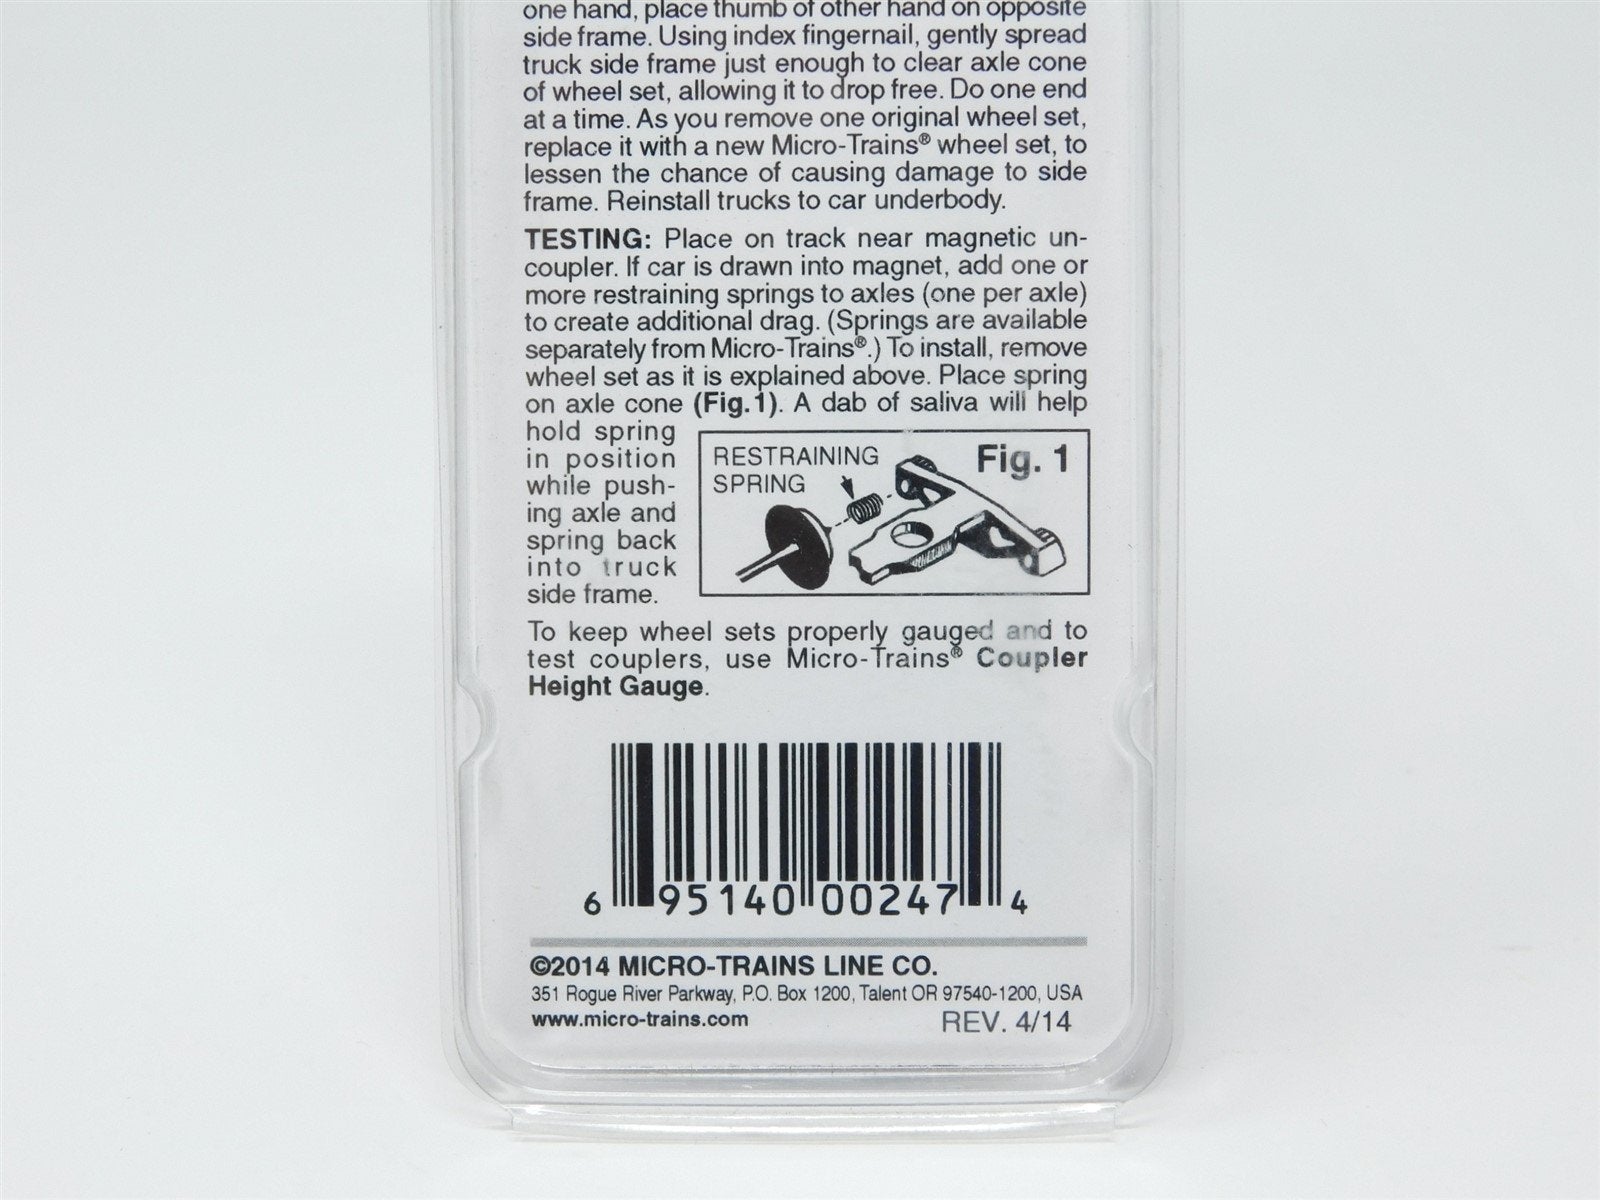 one hand, place thumb of other hand on opposite
side frame. Using index fingernail, gently spread
truck side frame just enough to clear axle cone
of wheel set, allowing it to drop free. Do one end
at a time. As you remove one original wheel set,
replace it with a new Micro-Trains® wheel set, to
lessen the chance of causing damage to side
frame. Reinstall trucks to car underbody.
TESTING: Place on track near magnetic un-
coupler. If car is drawn into magnet, add one or
more restraining springs to axles (one per axle)
to create additional drag. (Springs are available
separately from Micro-Trains®.) To install, remove
wheel set as it is explained above. Place spring
on axle cone (Fig.1). A dab of saliva will help
hold spring
in position
while push-
ing axle and
spring back
into truck
side frame.
RESTRAINING
SPRING
Fig. 1
To keep wheel sets properly gauged and to
test couplers, use Micro-Trains® Coupler
Height Gauge.
6 95140 00247 4
©2014 MICRO-TRAINS LINE CO.
351 Rogue River Parkway, P.O. Box 1200, Talent OR 97540-1200, USA
www.micro-trains.com
REV. 4/14